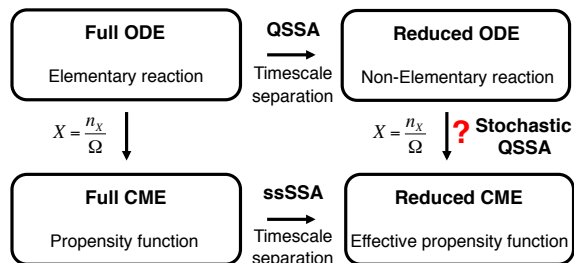 Full ODE
Elementary reaction
QSSA
Timescale
separation
Reduced ODE
Non-Elementary reaction
X = n_X / Ω
X = n_X / Ω
? Stochastic
QSSA
Full CME
Propensity function
ssSSA
Timescale
separation
Reduced CME
Effective propensity function